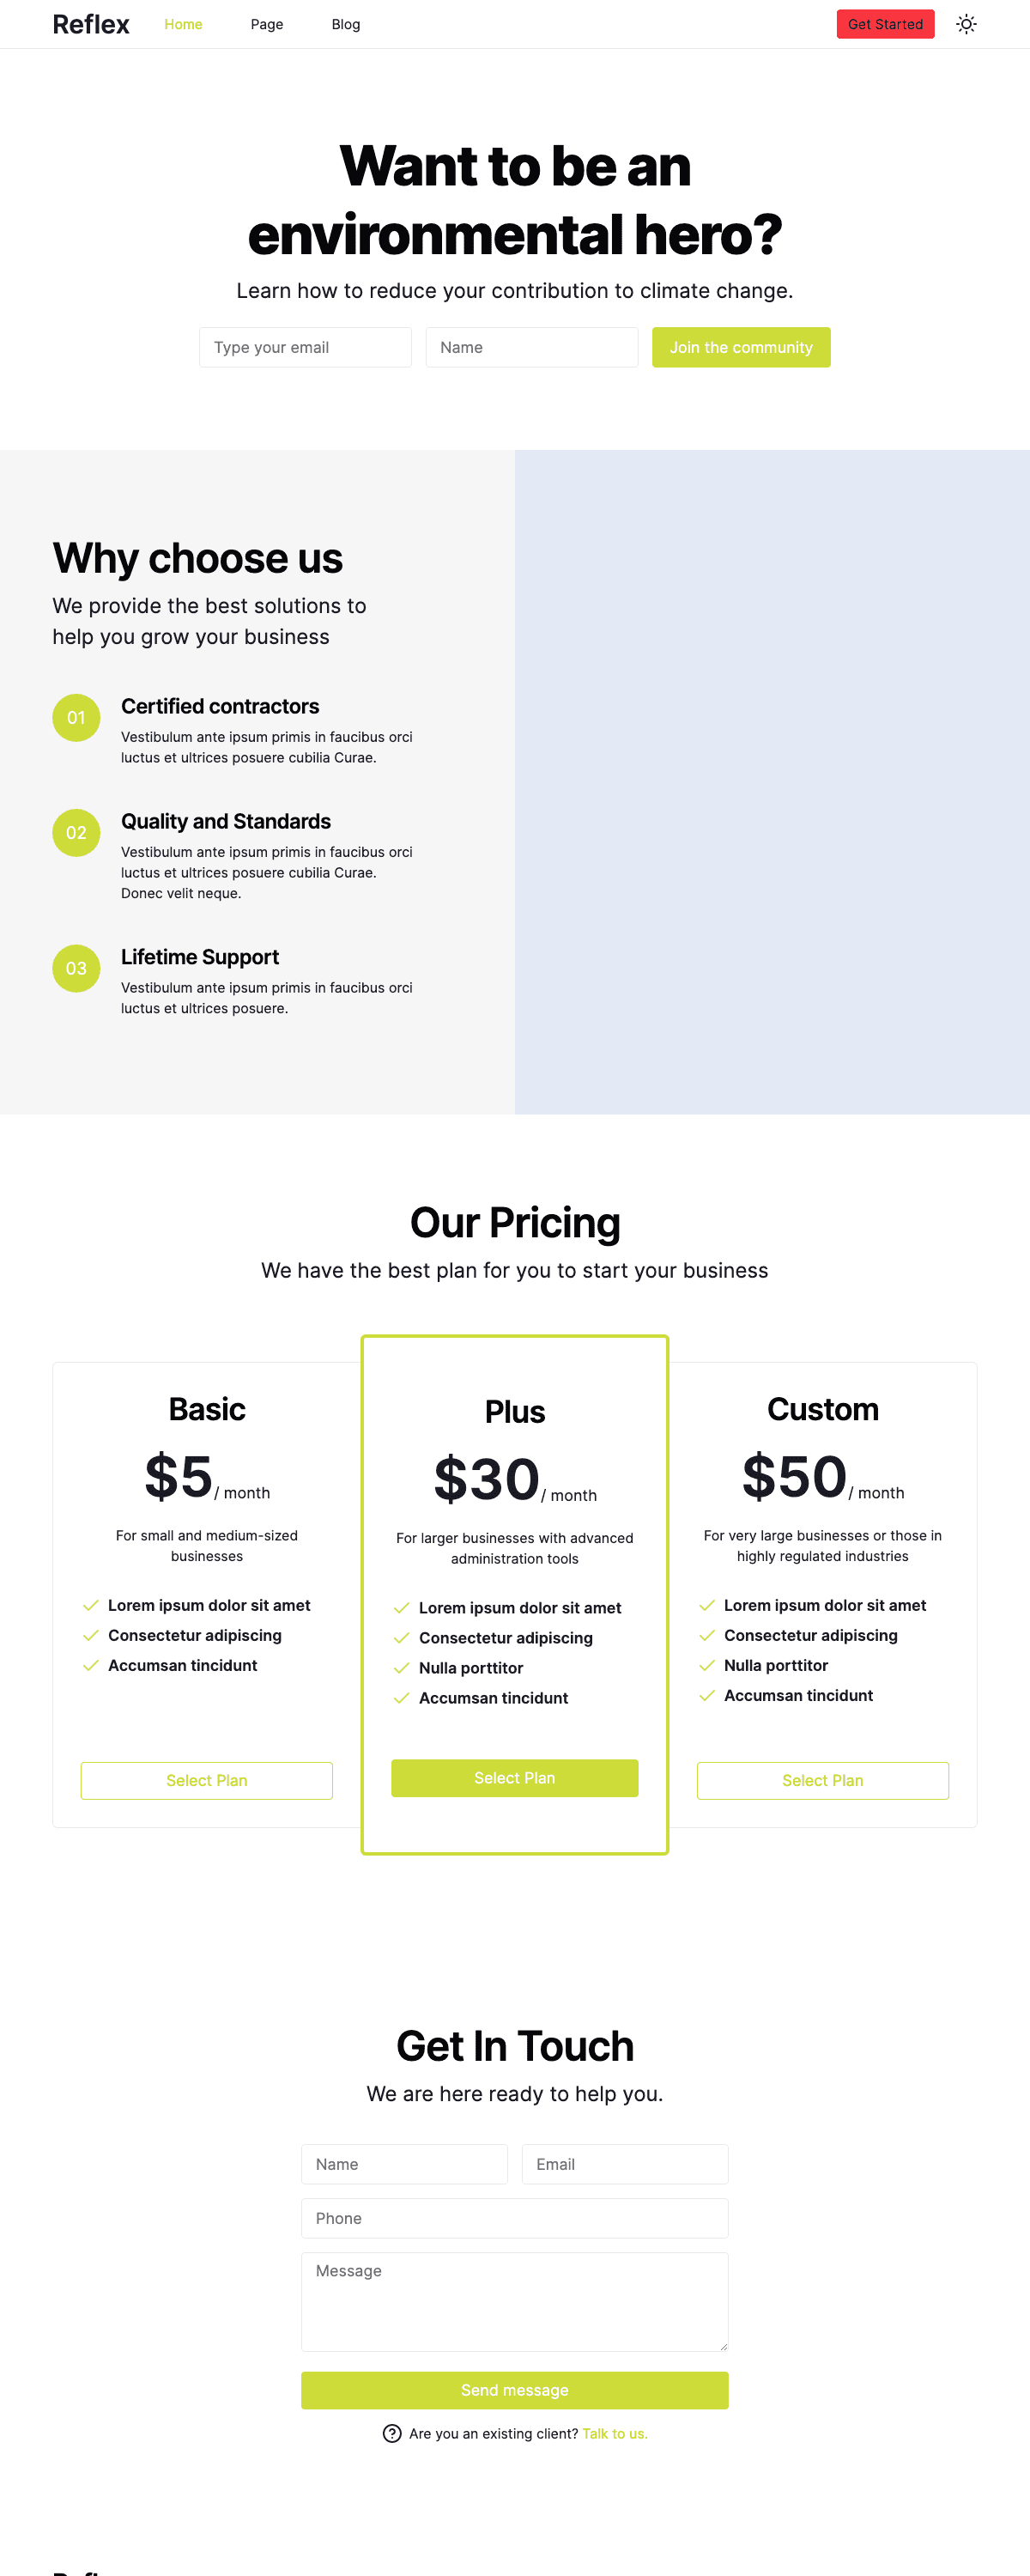 Reflex
Home
Page
Blog
Get Started
Want to be an
environmental hero?
Learn how to reduce your contribution to climate change.
Type your email
Name
Join the community
Why choose us
We provide the best solutions to
help you grow your business
01
Certified contractors
Vestibulum ante ipsum primis in faucibus orci
luctus et ultrices posuere cubilia Curae.
02
Quality and Standards
Vestibulum ante ipsum primis in faucibus orci
luctus et ultrices posuere cubilia Curae.
Donec velit neque.
03
Lifetime Support
Vestibulum ante ipsum primis in faucibus orci
luctus et ultrices posuere.
Our Pricing
We have the best plan for you to start your business
Basic
$5/ month
For small and medium-sized
businesses
Lorem ipsum dolor sit amet
Consectetur adipiscing
Accumsan tincidunt
Select Plan
Plus
$30/ month
For larger businesses with advanced
administration tools
Lorem ipsum dolor sit amet
Consectetur adipiscing
Nulla porttitor
Accumsan tincidunt
Select Plan
Custom
$50/ month
For very large businesses or those in
highly regulated industries
Lorem ipsum dolor sit amet
Consectetur adipiscing
Nulla porttitor
Accumsan tincidunt
Select Plan
Get In Touch
We are here ready to help you.
Name
Email
Phone
Message
Send message
Are you an existing client? Talk to us.